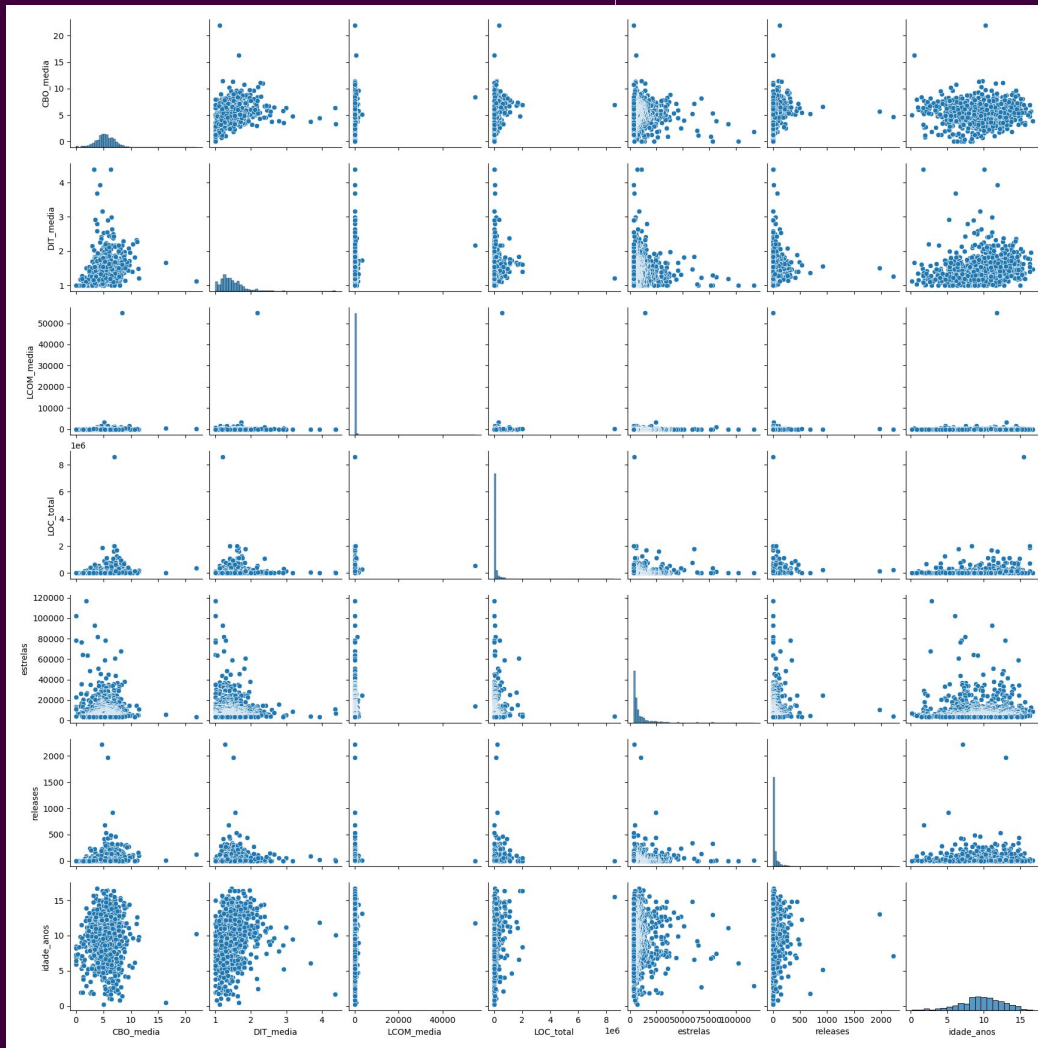 CBO_media
20
15
10
5
0
DIT_media
4
3
2
1
LCOM_media
50000
40000
30000
20000
10000
0
1e6
LOC_total
8
6
4
2
0
estrelas
120000
100000
80000
60000
40000
20000
0
releases
2000
1500
1000
500
0
idade_anos
15
10
5
0
0 5 10 15 20
1 2 3 4
0 20000 40000
0 2 4 6 8
0 25000 50000 75000 100000
0 500 1000 1500 2000
0 5 10 15
CBO_media DIT_media LCOM_media LOC_total 1e6 estrelas releases idade_anos